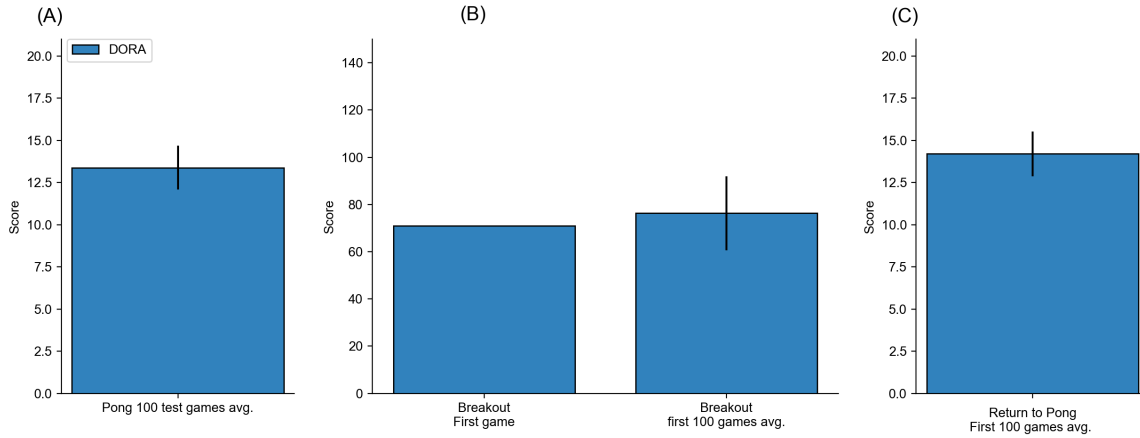 (A)
DORA
20.0
17.5
15.0
12.5
10.0
7.5
5.0
2.5
0.0
Score
Pong 100 test games avg.
(B)
140
120
100
80
60
40
20
0
Score
Breakout
First game
Breakout
first 100 games avg.
(C)
20.0
17.5
15.0
12.5
10.0
7.5
5.0
2.5
0.0
Score
Return to Pong
First 100 games avg.